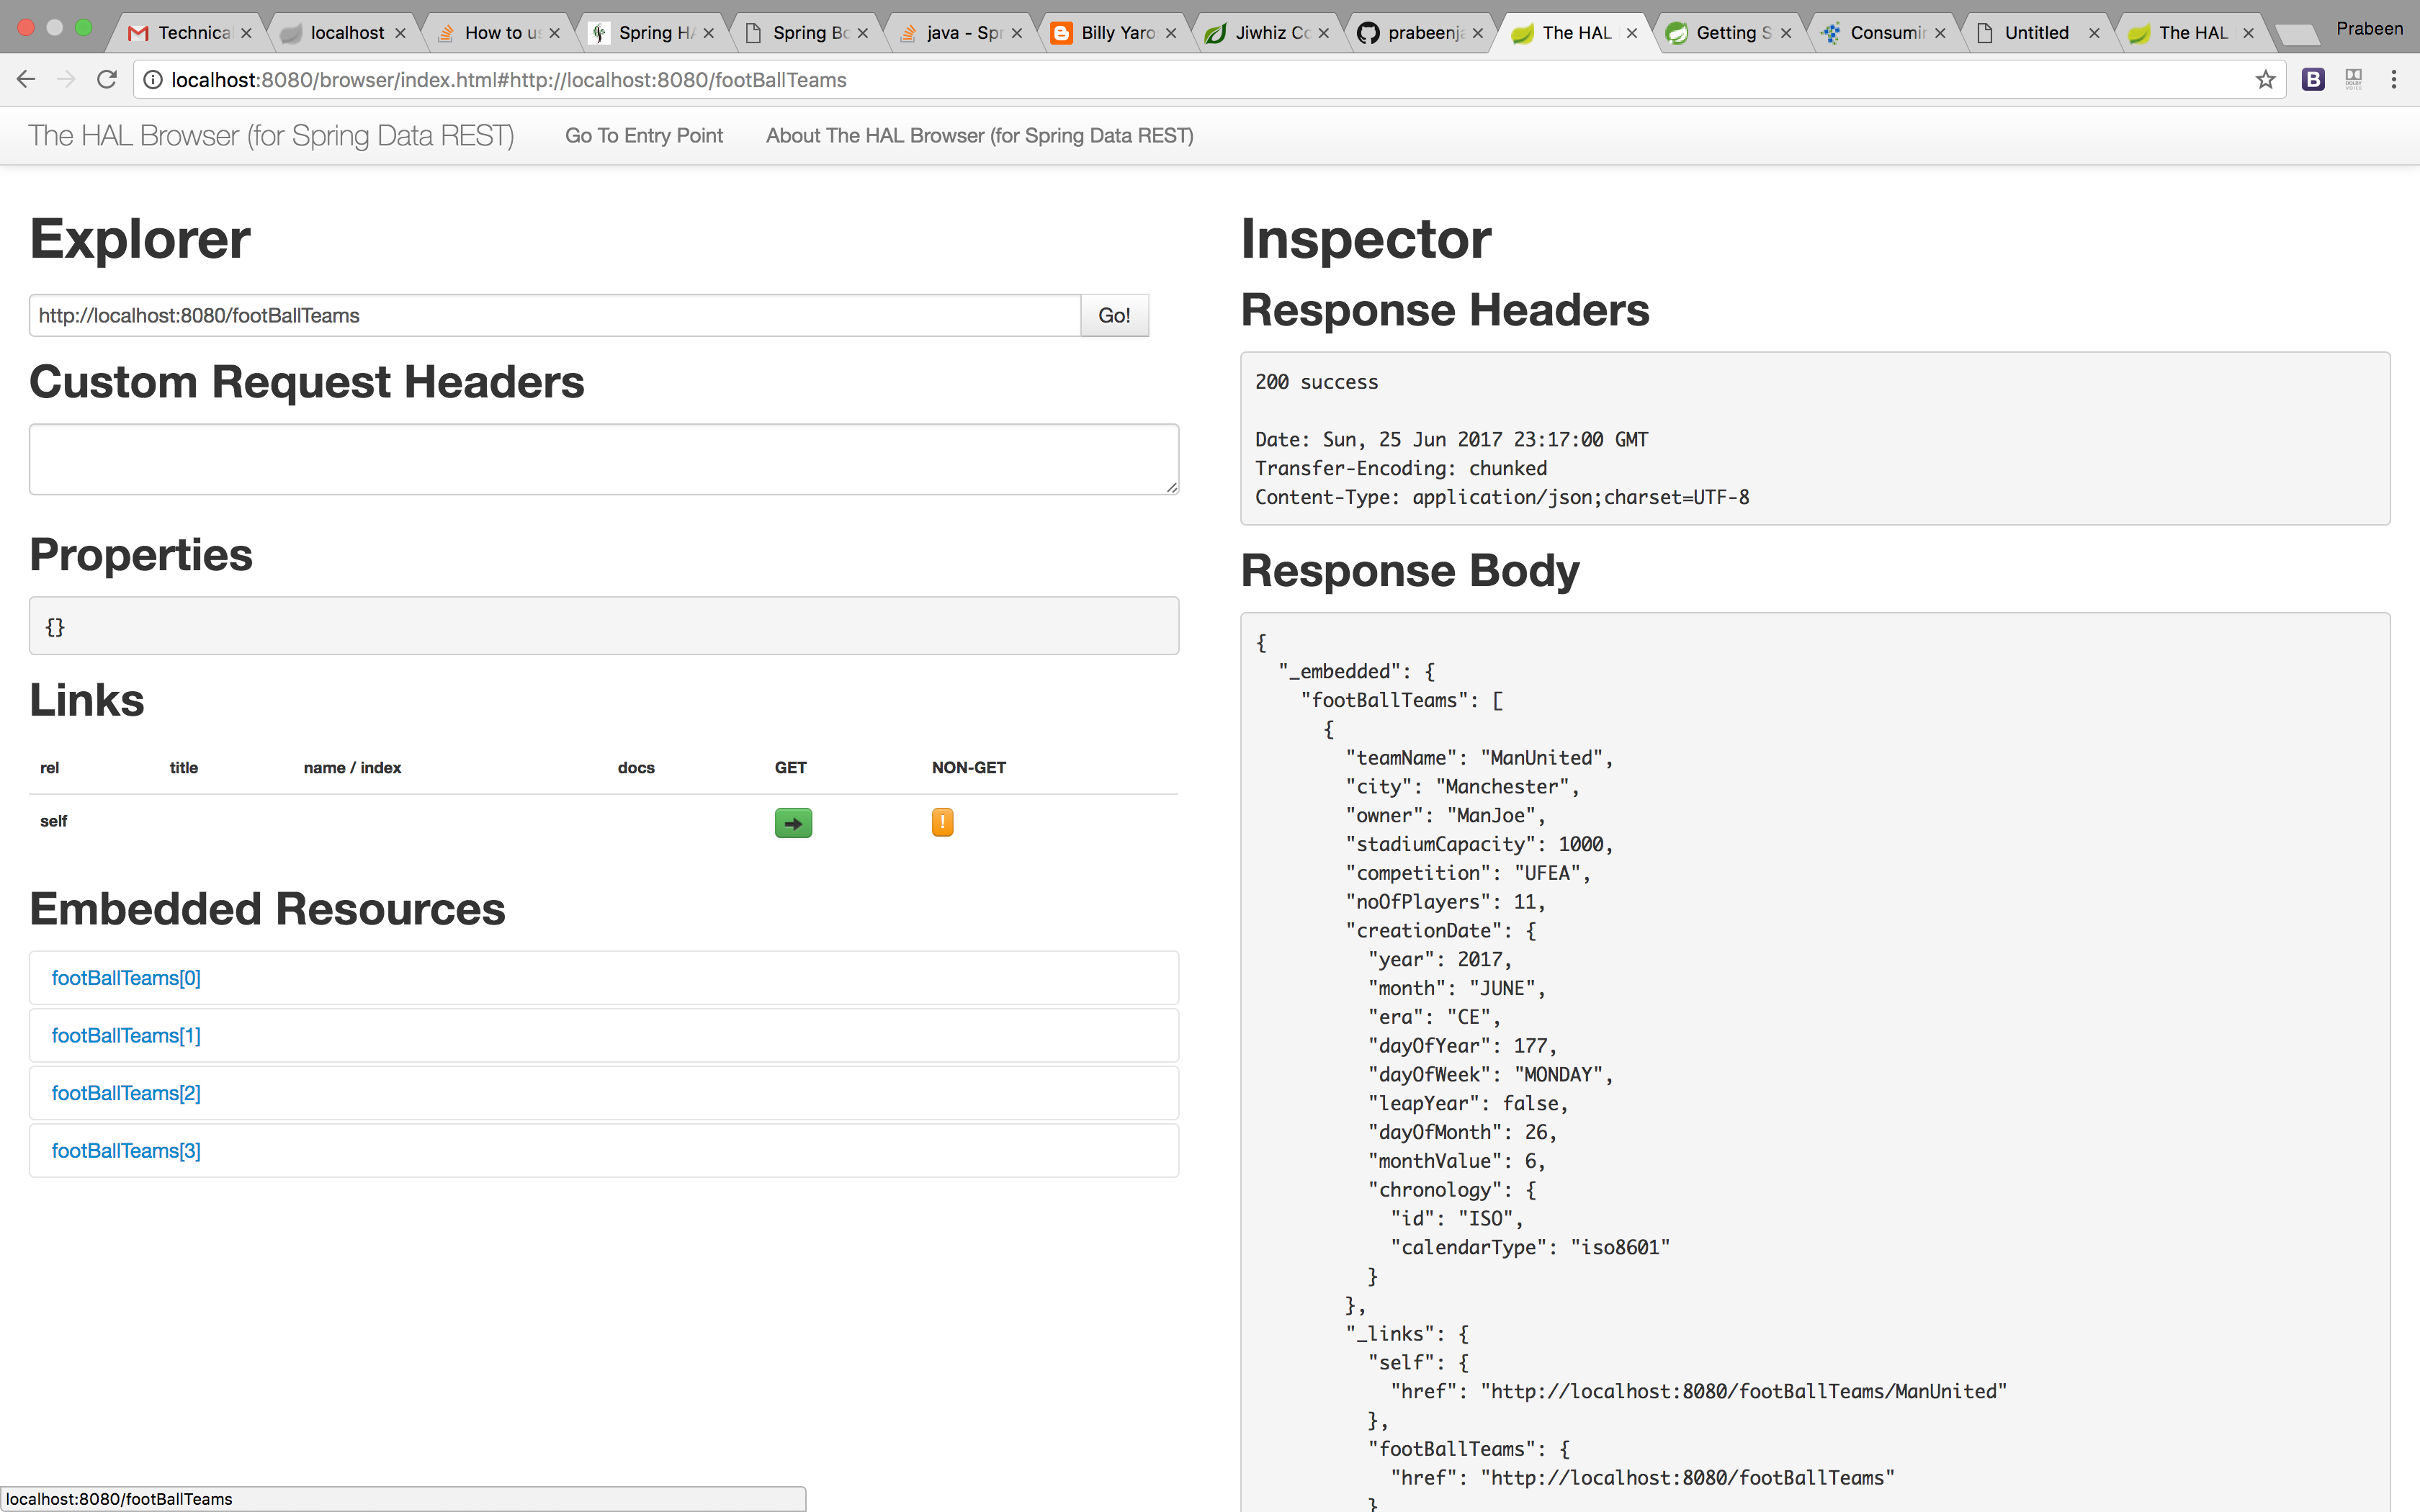 Technica
localhost
How to us
Spring HA
Spring Bo
java - Spr
Billy Yaro
Jiwhiz Co
prabeenja
The HAL
Getting S
Consumin
Untitled
The HAL
Prabeen
localhost:8080/browser/index.html#http://localhost:8080/footBallTeams
The HAL Browser (for Spring Data REST)
Go To Entry Point
About The HAL Browser (for Spring Data REST)
Explorer
http://localhost:8080/footBallTeams
Go!
Custom Request Headers
Properties
{}
Links
rel title name / index docs GET NON-GET
self !
Embedded Resources
footBallTeams[0]
footBallTeams[1]
footBallTeams[2]
footBallTeams[3]
Inspector
Response Headers
200 success
Date: Sun, 25 Jun 2017 23:17:00 GMT
Transfer-Encoding: chunked
Content-Type: application/json;charset=UTF-8
Response Body
{
"_embedded": {
"footBallTeams": [
{
"teamName": "ManUnited",
"city": "Manchester",
"owner": "ManJoe",
"stadiumCapacity": 1000,
"competition": "UFEA",
"noOfPlayers": 11,
"creationDate": {
"year": 2017,
"month": "JUNE",
"era": "CE",
"dayOfYear": 177,
"dayOfWeek": "MONDAY",
"leapYear": false,
"dayOfMonth": 26,
"monthValue": 6,
"chronology": {
"id": "ISO",
"calendarType": "iso8601"
}
},
"_links": {
"self": {
"href": "http://localhost:8080/footBallTeams/ManUnited"
},
"footBallTeams": {
"href": "http://localhost:8080/footBallTeams"
}
localhost:8080/footBallTeams